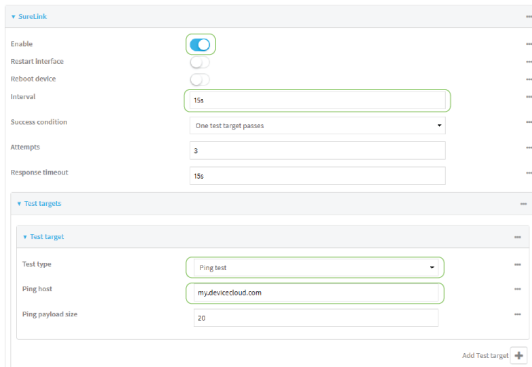 SureLink
Enable
Restart interface
Reboot device
Interval 15s
Success condition One test target passes
Attempts 3
Response timeout 15s
Test targets
Test target
Test type Ping test
Ping host my.devicecloud.com
Ping payload size 20
Add Test target